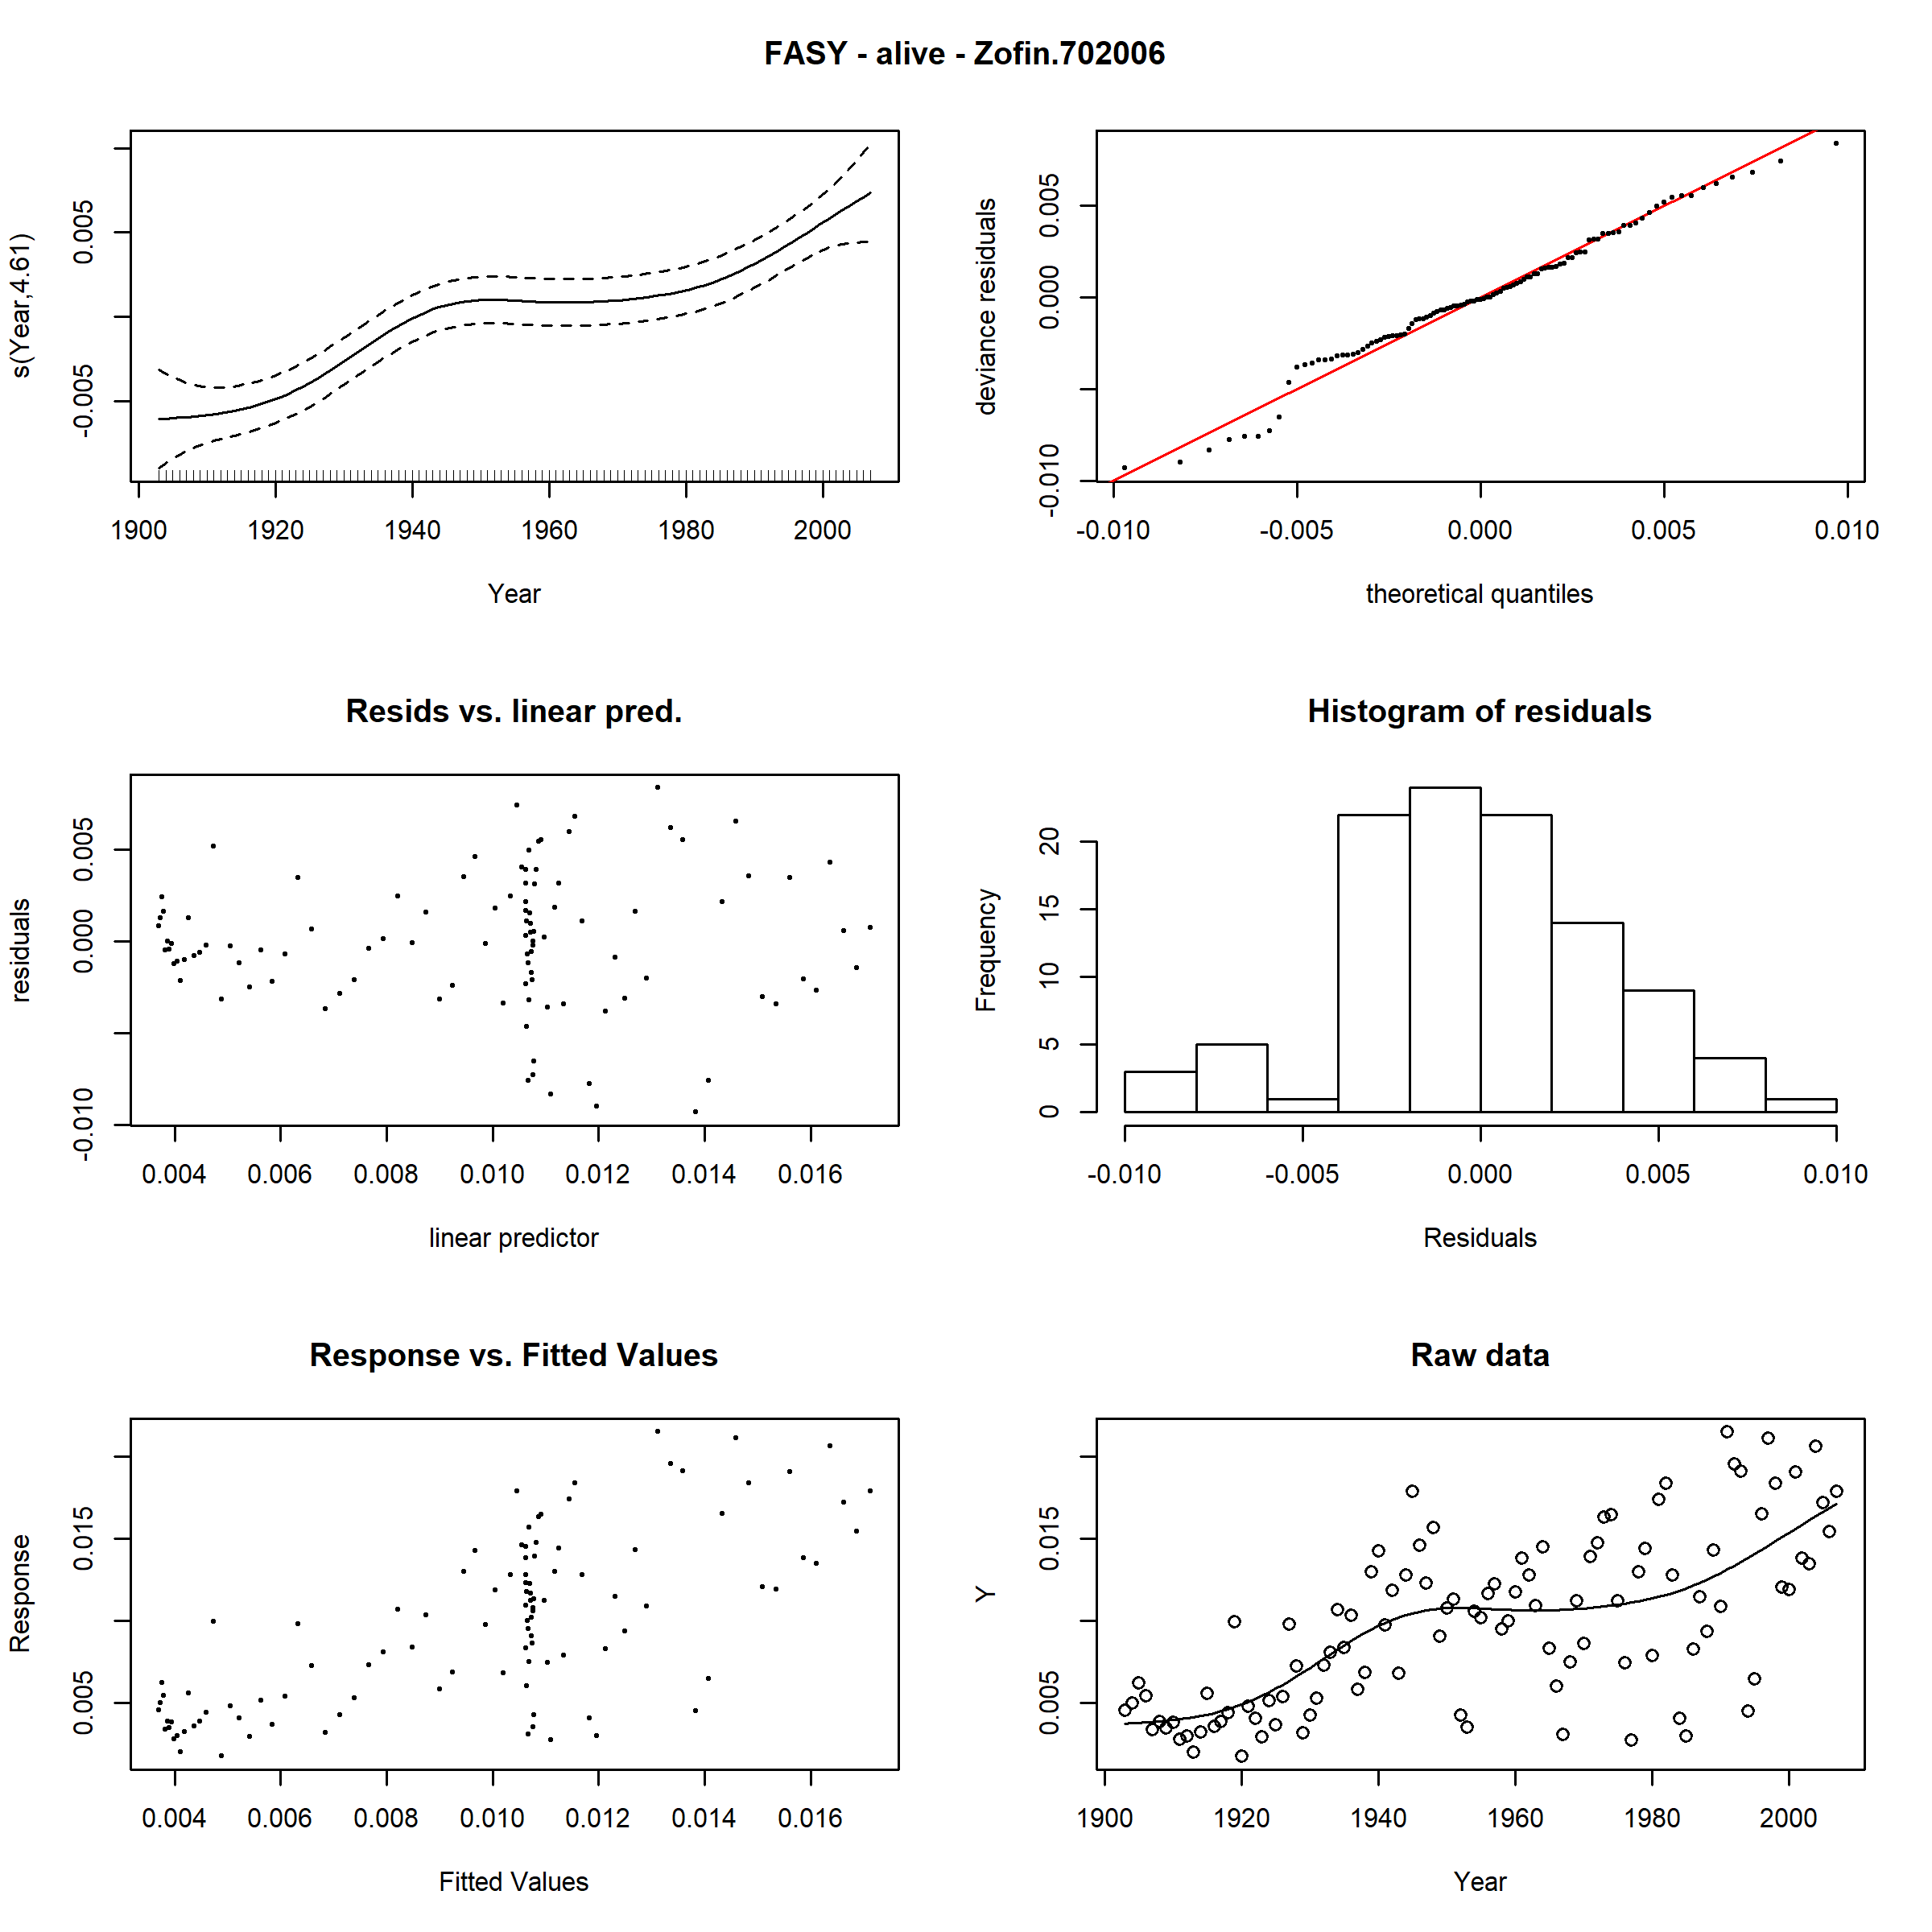 FASY - alive - Zofin.702006
s(Year,4.61)
0.005
-0.005
1900 1920 1940 1960 1980 2000
Year
deviance residuals
0.005
0.000
-0.010
-0.010 -0.005 0.000 0.005 0.010
theoretical quantiles
Resids vs. linear pred.
residuals
0.005
0.000
-0.010
0.004 0.006 0.008 0.010 0.012 0.014 0.016
linear predictor
Histogram of residuals
Frequency
20
15
10
5
0
-0.010 -0.005 0.000 0.005 0.010
Residuals
Response vs. Fitted Values
Response
0.015
0.005
0.004 0.006 0.008 0.010 0.012 0.014 0.016
Fitted Values
Raw data
Y
0.015
0.005
1900 1920 1940 1960 1980 2000
Year